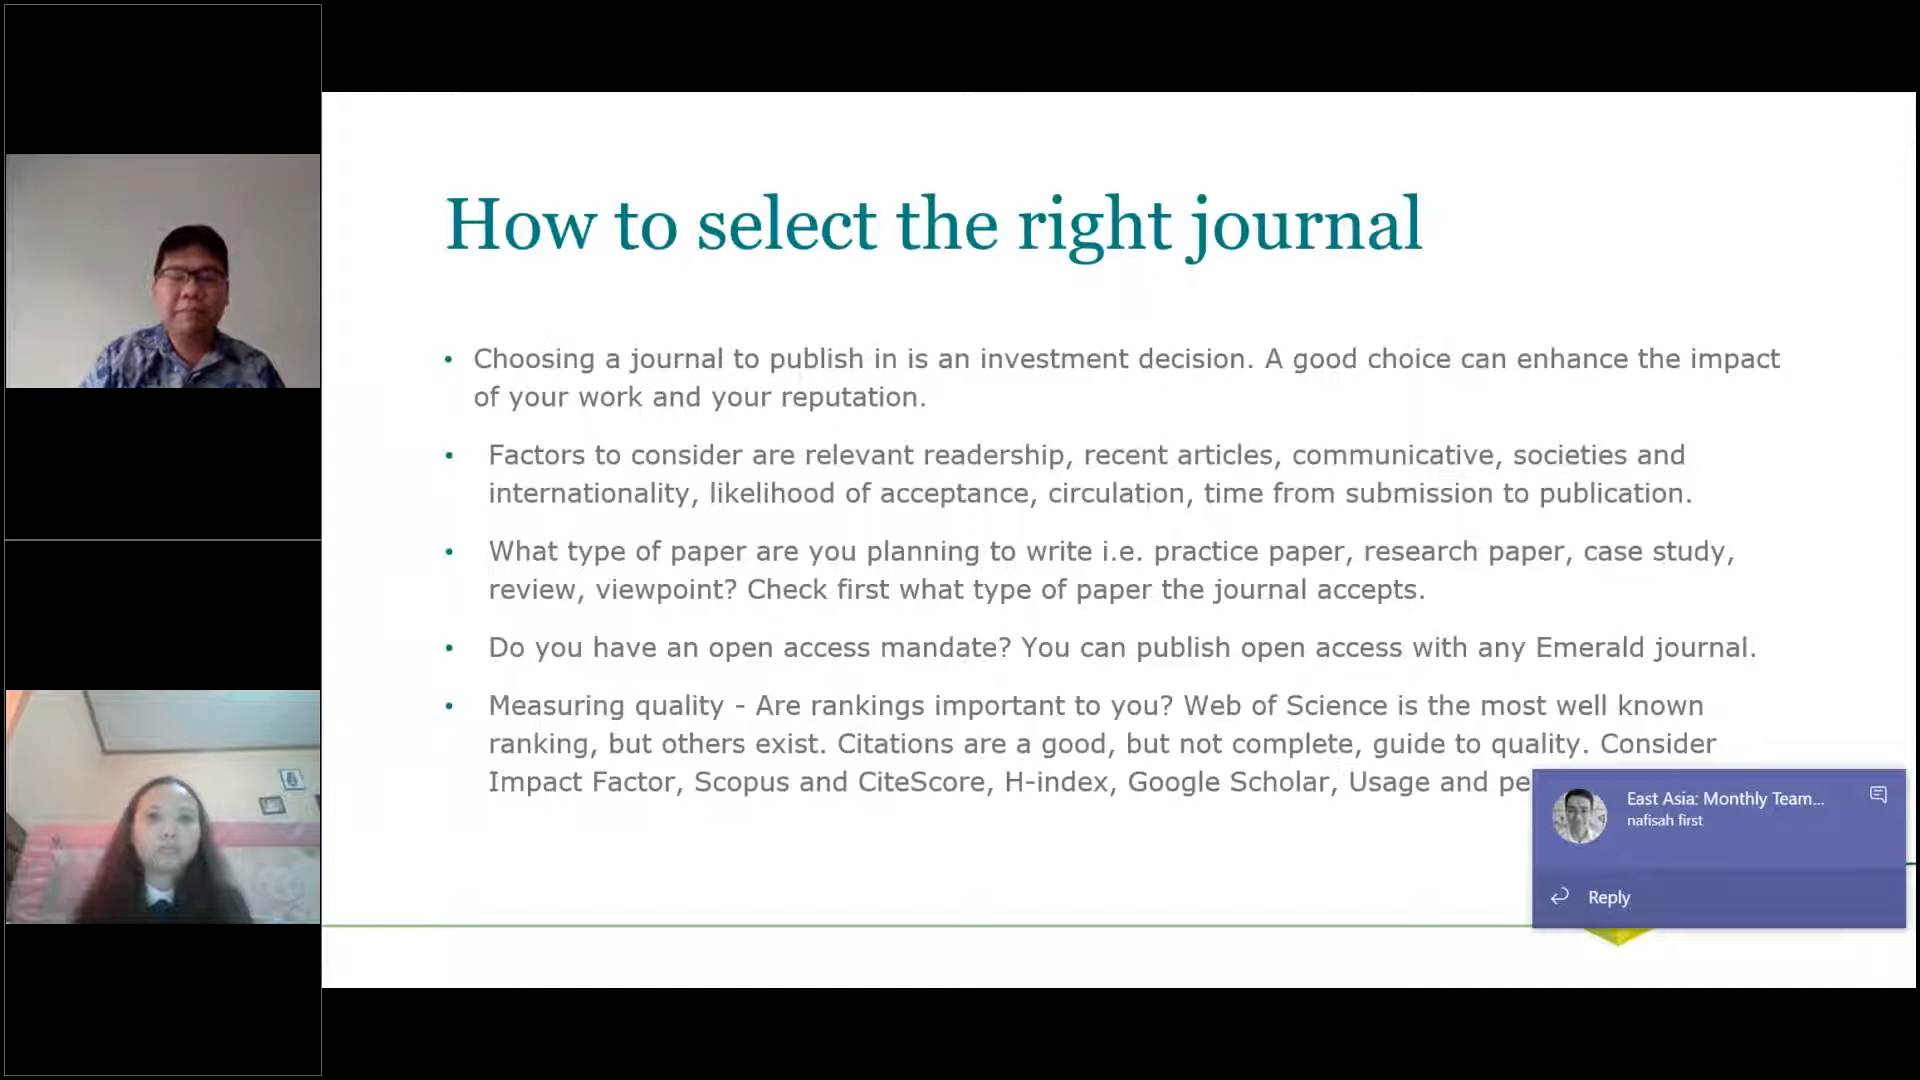 How to select the right journal
• Choosing a journal to publish in is an investment decision. A good choice can enhance the impact
of your work and your reputation.
• Factors to consider are relevant readership, recent articles, communicative, societies and
internationality, likelihood of acceptance, circulation, time from submission to publication.
• What type of paper are you planning to write i.e. practice paper, research paper, case study,
review, viewpoint? Check first what type of paper the journal accepts.
• Do you have an open access mandate? You can publish open access with any Emerald journal.
• Measuring quality - Are rankings important to you? Web of Science is the most well known
ranking, but others exist. Citations are a good, but not complete, guide to quality. Consider
Impact Factor, Scopus and CiteScore, H-index, Google Scholar, Usage and
East Asia: Monthly Team...
nafisah first
Reply